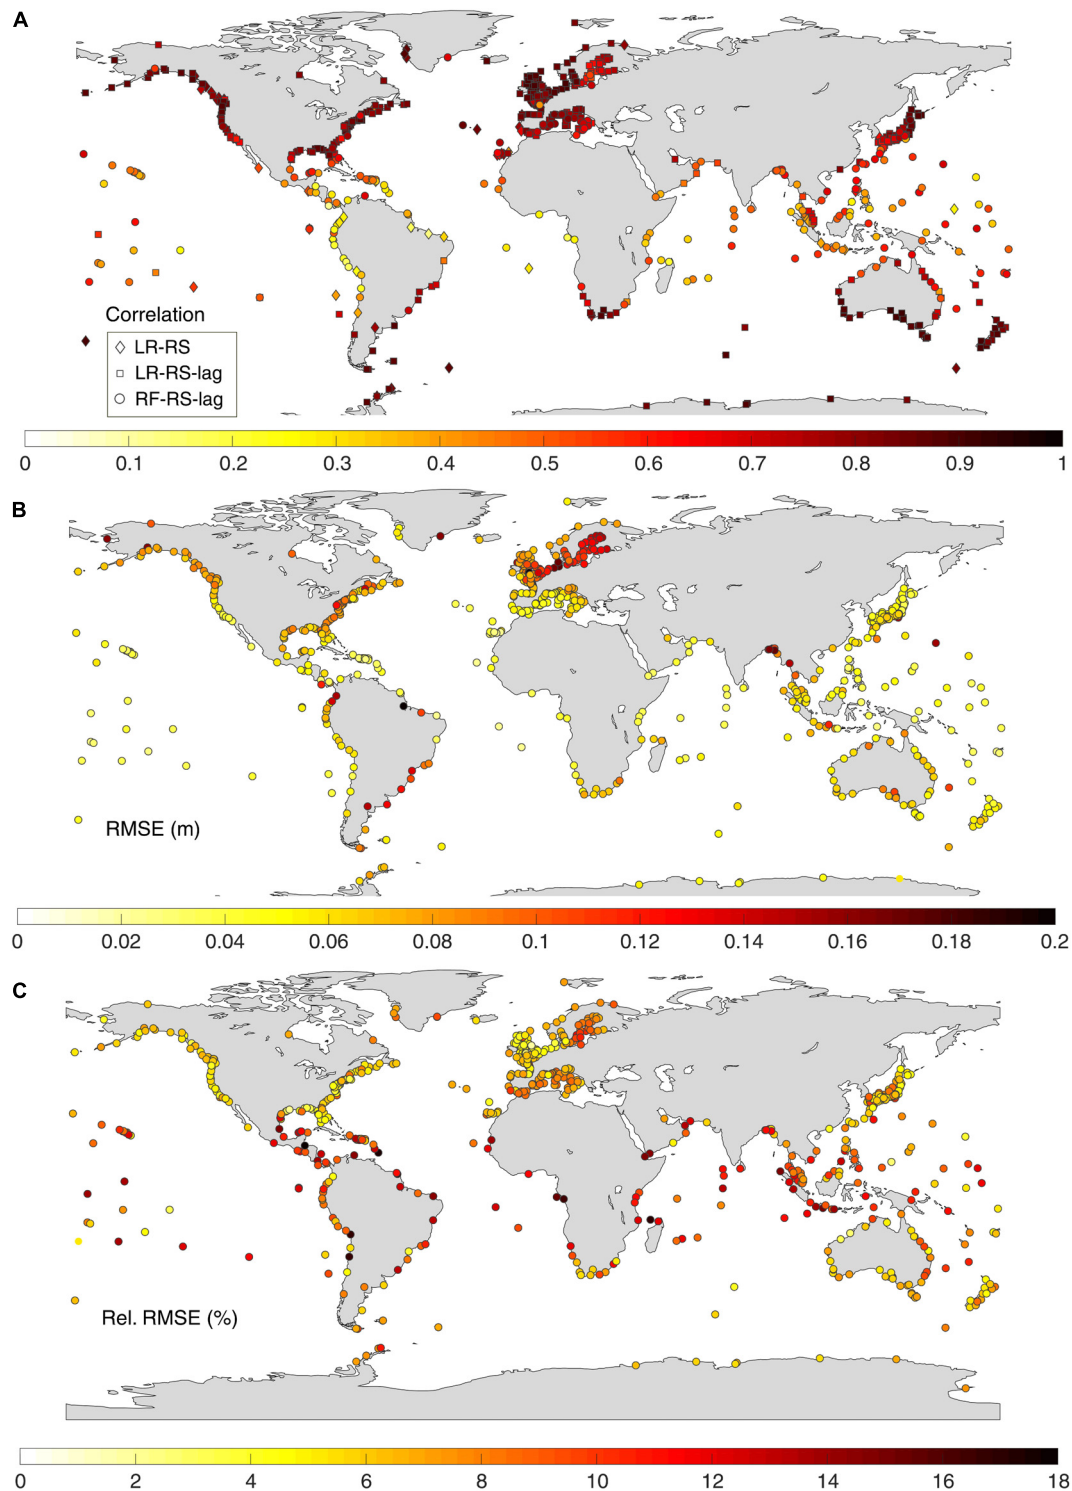 A
Correlation
LR-RS
LR-RS-lag
RF-RS-lag
0 0.1 0.2 0.3 0.4 0.5 0.6 0.7 0.8 0.9 1
B
RMSE (m)
0 0.02 0.04 0.06 0.08 0.1 0.12 0.14 0.16 0.18 0.2
C
Rel. RMSE (%)
0 2 4 6 8 10 12 14 16 18